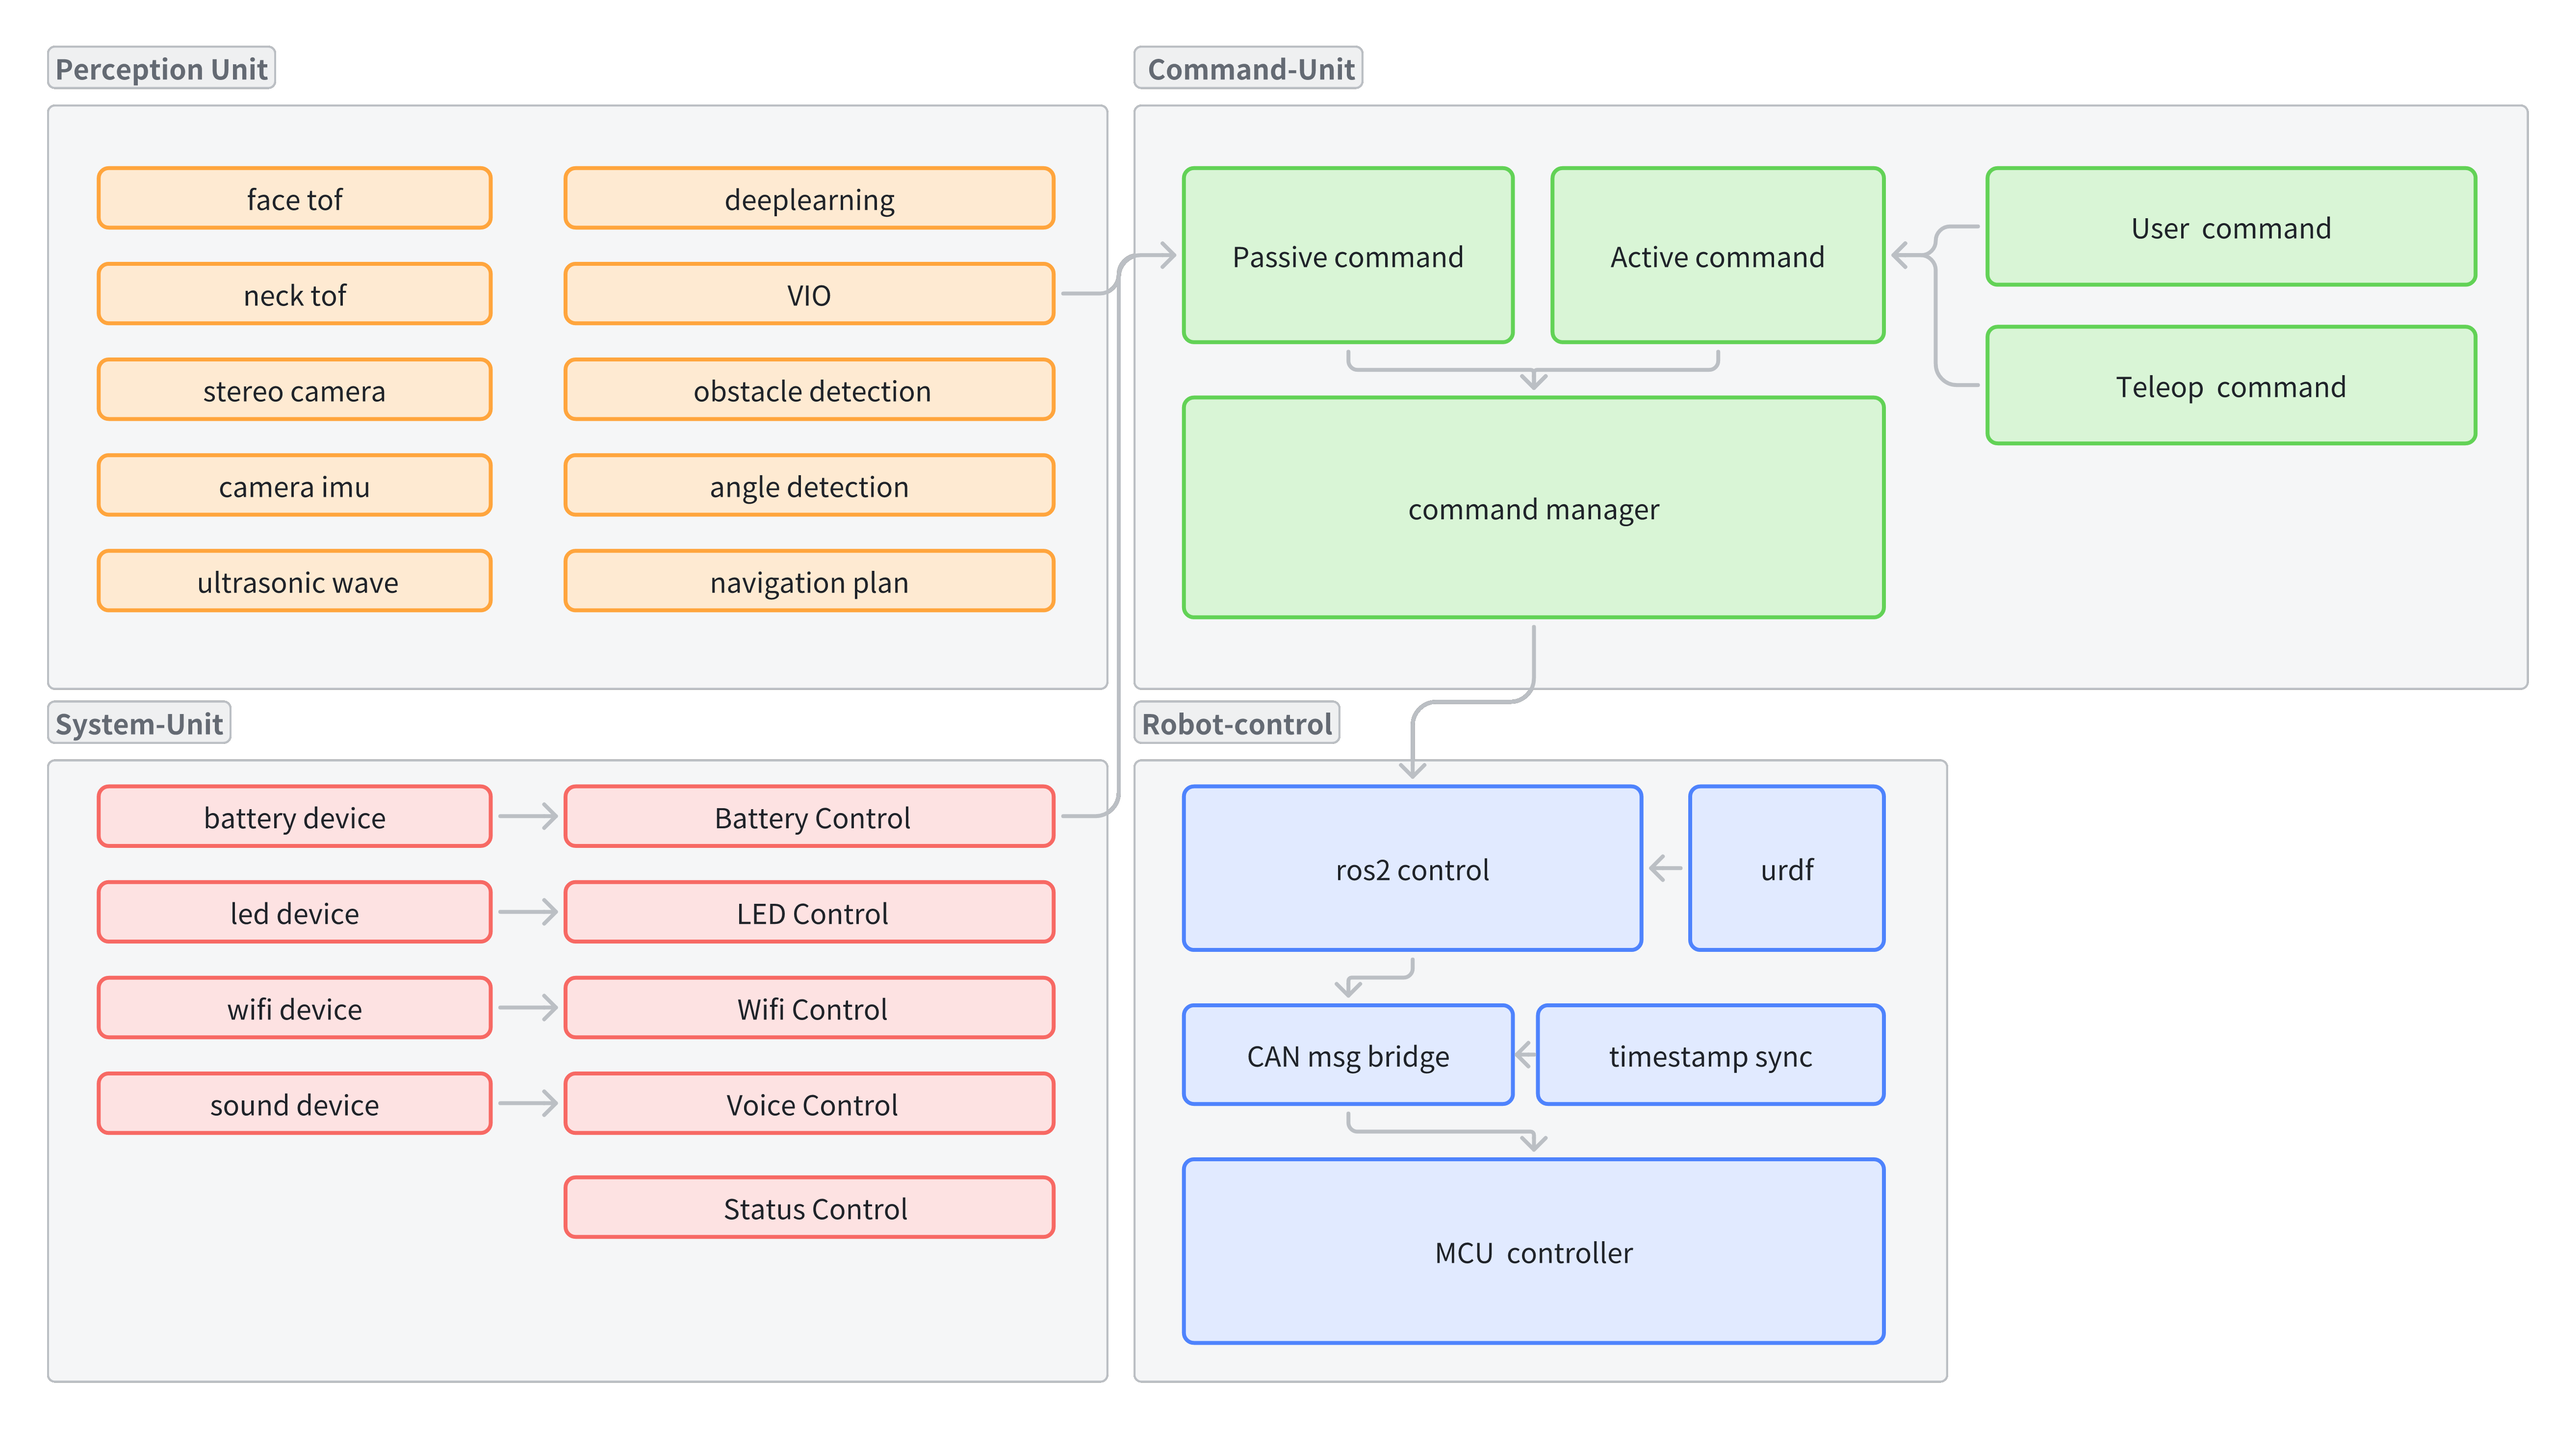 Perception Unit
face tof
deeplearning
neck tof
VIO
stereo camera
obstacle detection
camera imu
angle detection
ultrasonic wave
navigation plan
Command-Unit
Passive command
Active command
User  command
Teleop  command
command manager
System-Unit
battery device
Battery Control
led device
LED Control
wifi device
Wifi Control
sound device
Voice Control
Status Control
Robot-control
ros2 control
urdf
CAN msg bridge
timestamp sync
MCU  controller